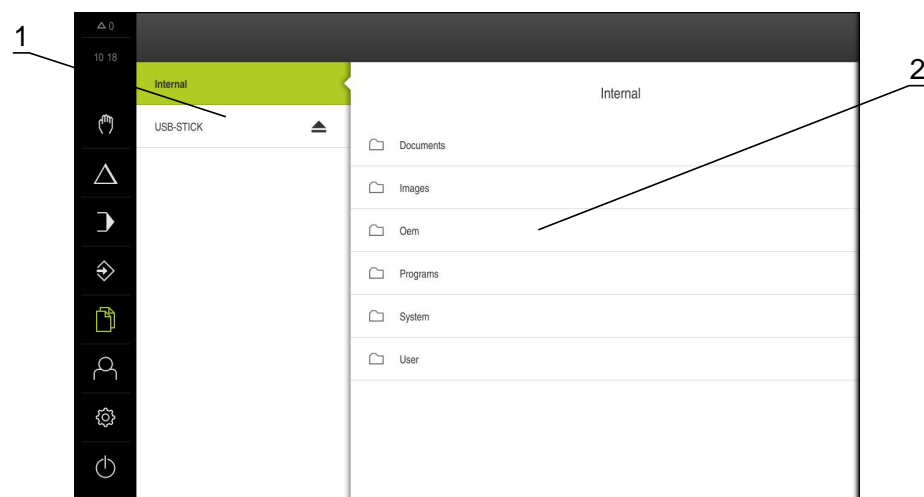 1
0
10 18
2
Internal
USB-STICK
Internal
Documents
Images
Oem
Programs
System
User